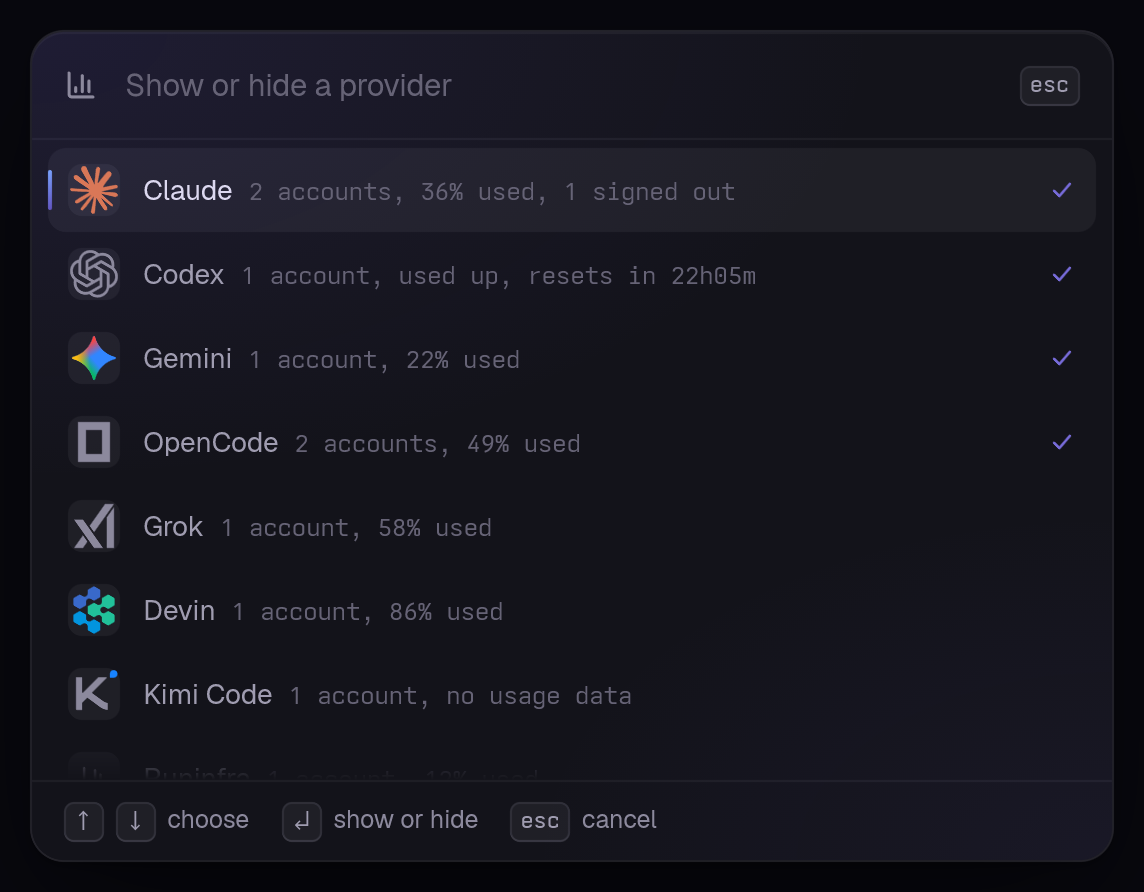 Show or hide a provider esc
Claude 2 accounts, 36% used, 1 signed out
Codex 1 account, used up, resets in 22h05m
Gemini 1 account, 22% used
OpenCode 2 accounts, 49% used
Grok 1 account, 58% used
Devin 1 account, 86% used
Kimi Code 1 account, no usage data
↑ ↓ choose ↵ show or hide esc cancel